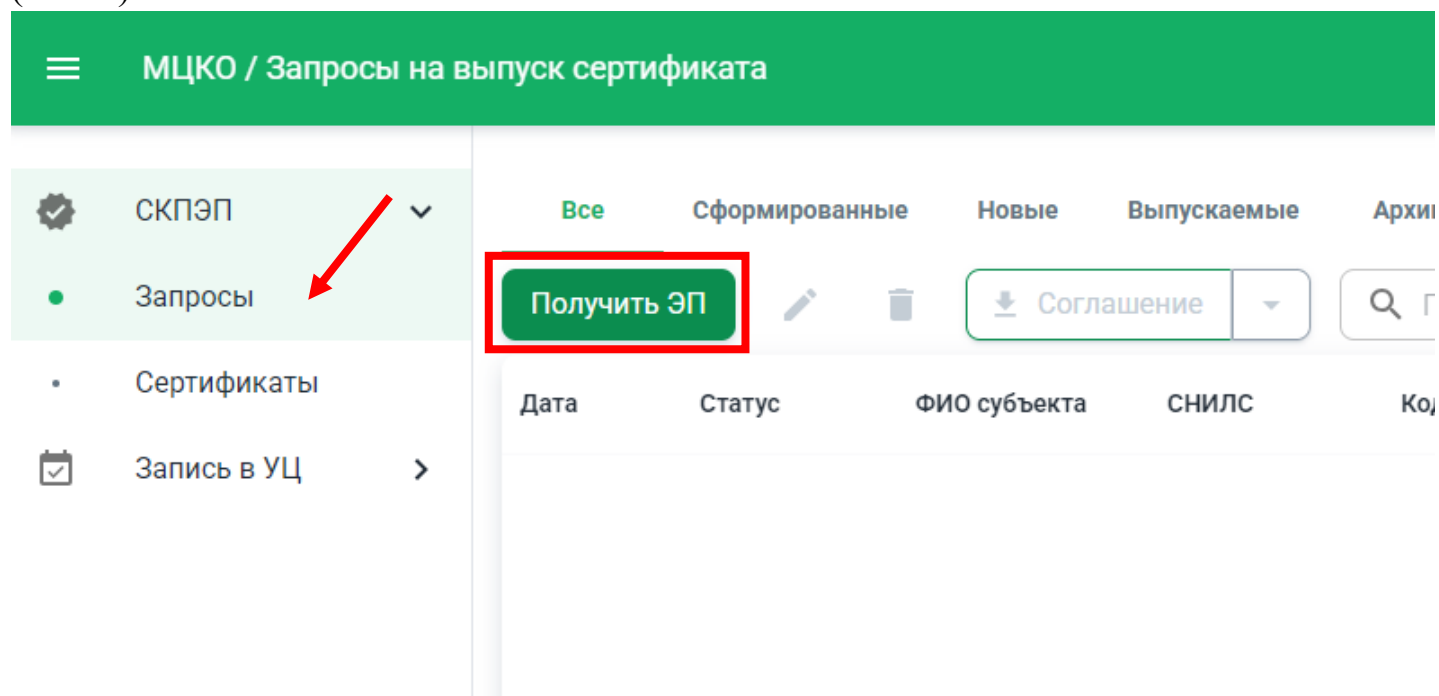 МЦКО / Запросы на выпуск сертификата
СКПЭП
Все Сформированные Новые Выпускаемые
Запросы
Получить ЭП Соглашение
Сертификаты
Дата Статус ФИО субъекта СНИЛС
Запись в УЦ